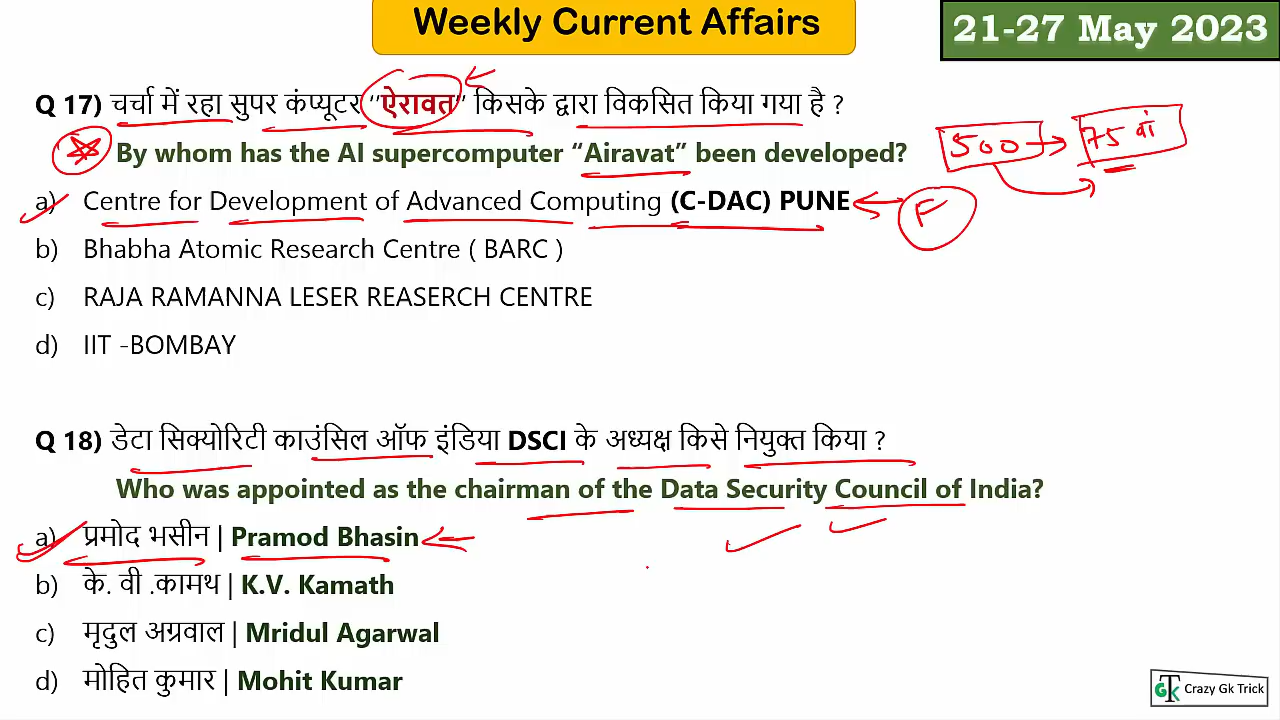 Weekly Current Affairs
21-27 May 2023
Q 17) चर्चा में रहा सुपर कंप्यूटर "ऐरावत" किसके द्वारा विकसित किया गया है ?
By whom has the AI supercomputer “Airavat” been developed?
500 → 75 वां
a) Centre for Development of Advanced Computing (C-DAC) PUNE
F
b) Bhabha Atomic Research Centre ( BARC )
c) RAJA RAMANNA LESER REASERCH CENTRE
d) IIT -BOMBAY
Q 18) डेटा सिक्योरिटी काउंसिल ऑफ इंडिया DSCI के अध्यक्ष किसे नियुक्त किया ?
Who was appointed as the chairman of the Data Security Council of India?
a) प्रमोद भसीन | Pramod Bhasin
b) के. वी .कामथ | K.V. Kamath
c) मृदुल अग्रवाल | Mridul Agarwal
d) मोहित कुमार | Mohit Kumar
GTK Crazy Gk Trick